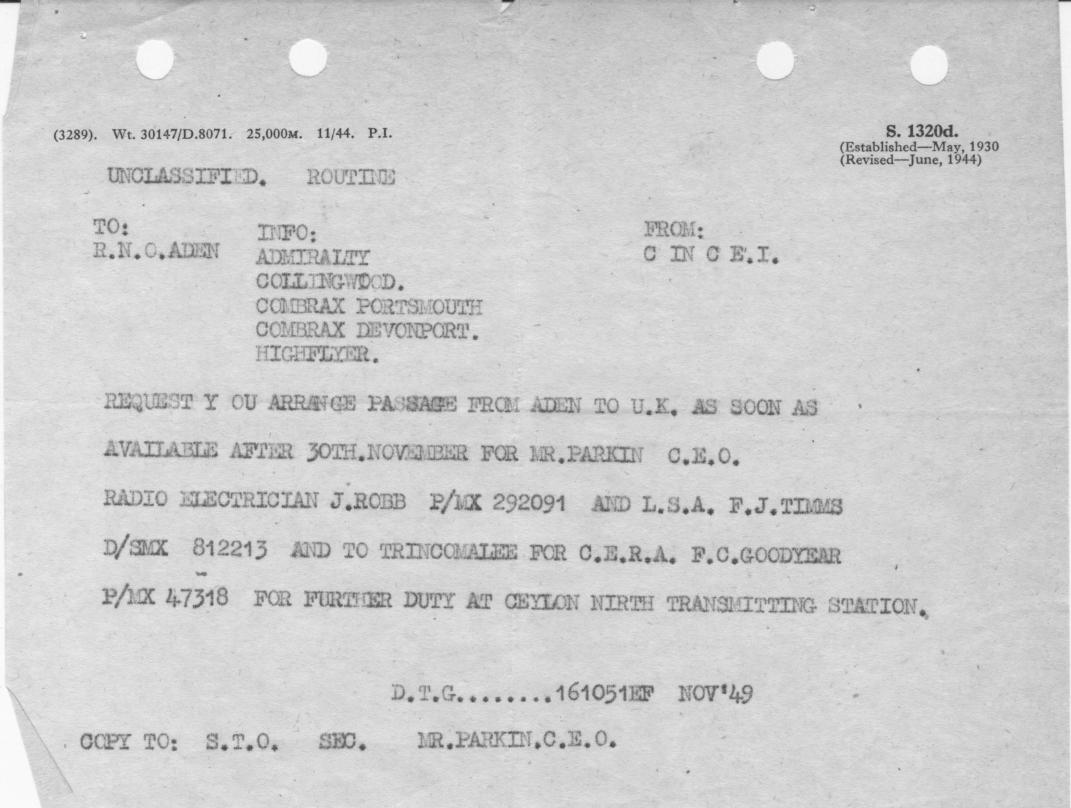 (3289). Wt. 30147/D.8071. 25,000M. 11/44. P.I.
S. 1320d.
(Established—May, 1930
(Revised—June, 1944)
UNCLASSIFIED. ROUTINE
TO:
R.N.O.ADEN
INFO:
ADMIRALTY
COLLINGWOOD.
COMBRAX PORTSMOUTH
COMBRAX DEVONPORT.
HIGHFLYER.
FROM:
C IN C E.I.
REQUEST Y OU ARRANGE PASSAGE FROM ADEN TO U.K. AS SOON AS
AVAILABLE AFTER 30TH.NOVEMBER FOR MR.PARKIN C.E.O.
RADIO ELECTRICIAN J.ROBB P/MX 292091 AND L.S.A. F.J.TIMMS
D/SMX 812213 AND TO TRINCOMALEE FOR C.E.R.A. F.C.GOODYEAR
P/MX 47318 FOR FURTHER DUTY AT CEYLON NIRTH TRANSMITTING STATION.
D.T.G........161051EF NOV'49
COPY TO: S.T.O. SEC. MR.PARKIN.C.E.O.